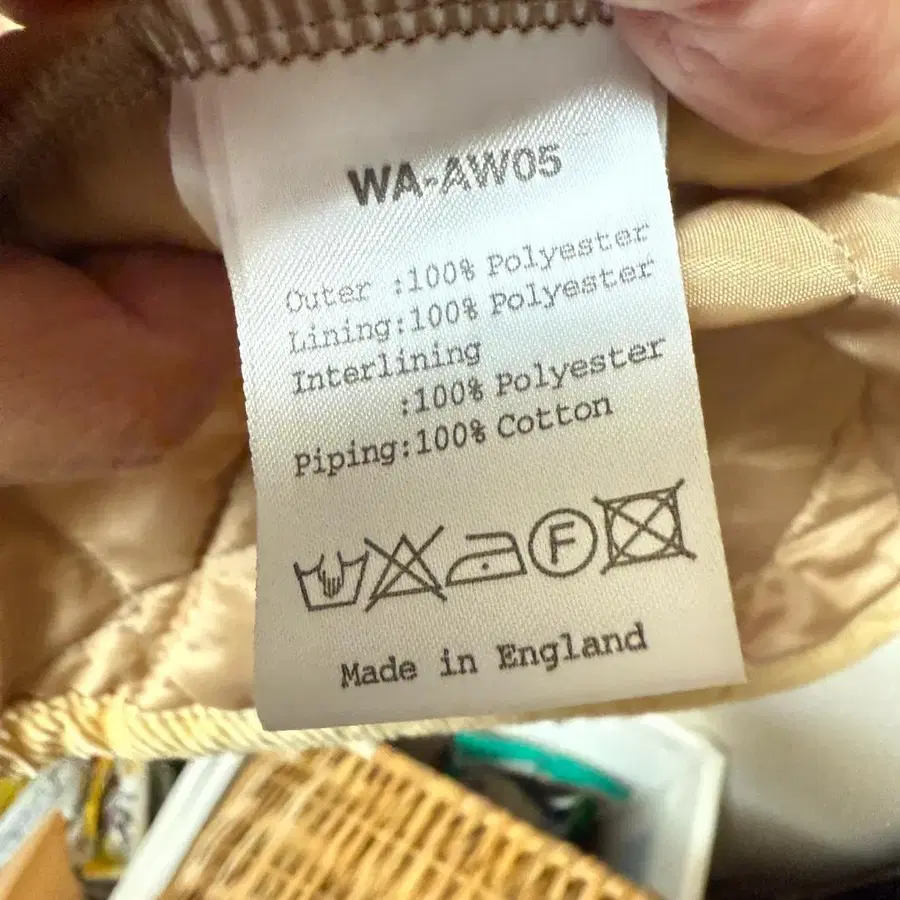 WA-AW05
Outer :100% Polyester
Lining:100% Polyester
Interlining
:100% Polyester
Piping:100% Cotton
F
Made in England